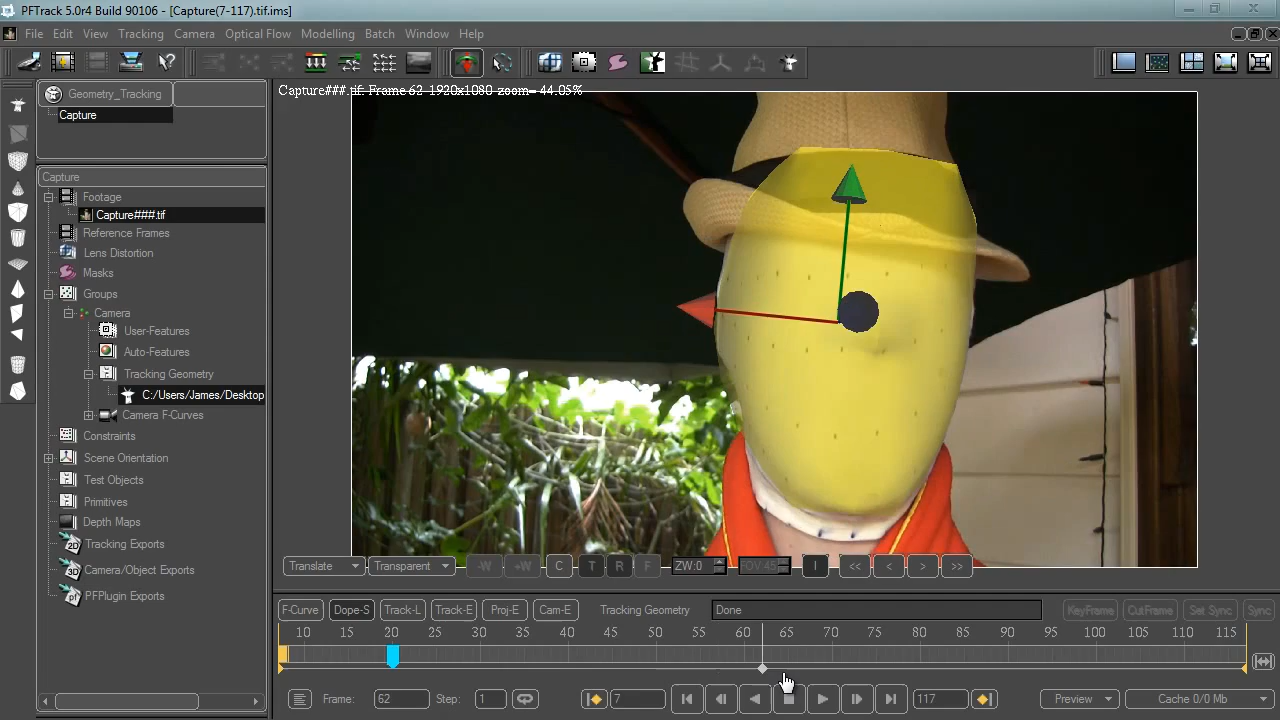 PFTrack 5.0r4 Build 90106 - [Capture(7-117).tif.ims]
File Edit View Tracking Camera Optical Flow Modelling Batch Window Help
Geometry_Tracking
Capture
Capture###.tif: Frame 62 1920x1080 zoom= 44.05%
Capture
Footage
Capture###.tif
Reference Frames
Lens Distortion
Masks
Groups
Camera
User-Features
Auto-Features
Tracking Geometry
C:/Users/James/Desktop
Camera F-Curves
Constraints
Scene Orientation
Test Objects
Primitives
Depth Maps
Tracking Exports
Camera/Object Exports
PFPlugin Exports
Translate Transparent -W +W C T R F ZW:0 FOV 45 I << < > >>
F-Curve Dope-S Track-L Track-E Proj-E Cam-E Tracking Geometry Done KeyFrame CutFrame Set Sync Sync
10 15 20 25 30 35 40 45 50 55 60 65 70 75 80 85 90 95 100 105 110 115
Frame: 62 Step: 1 7 117 Preview Cache 0/0 Mb